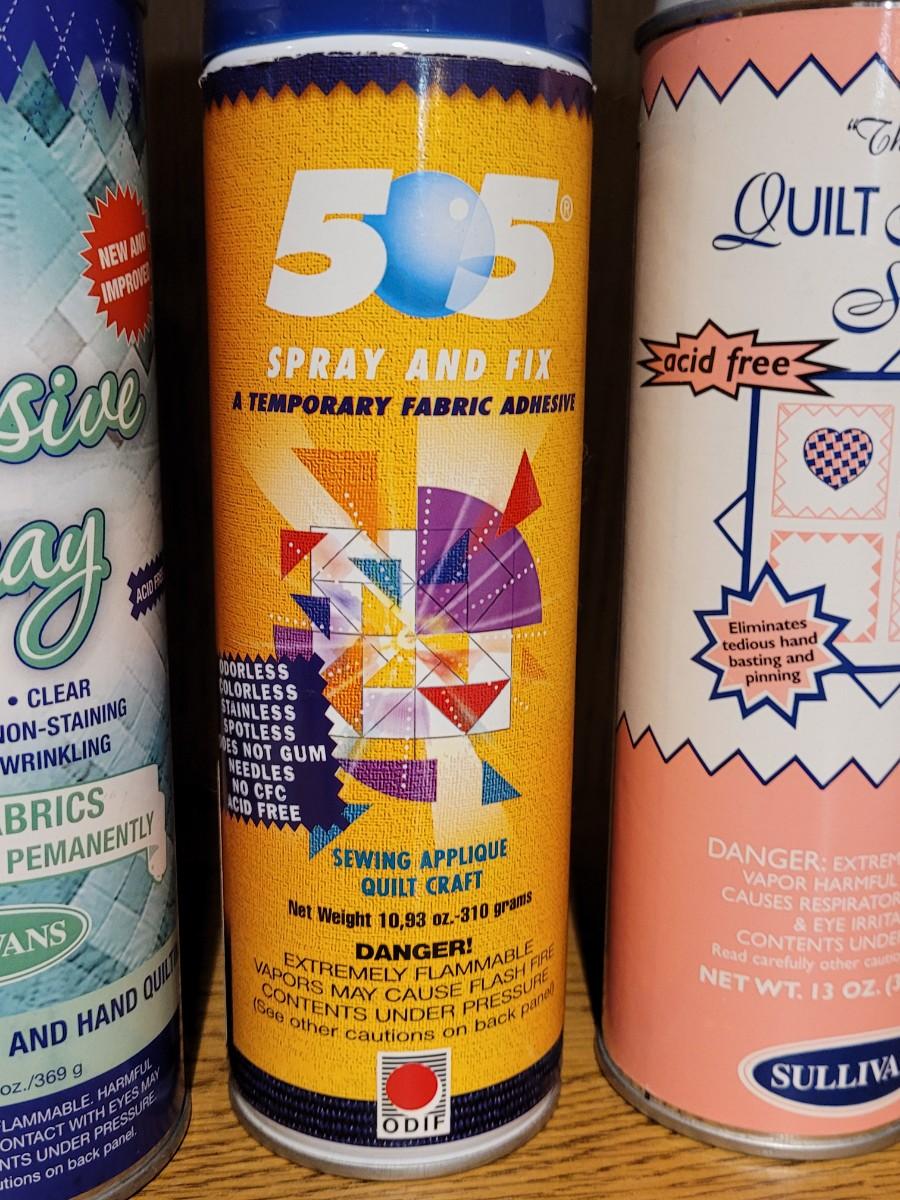 NEW AND
IMPROVED
sive
ay
ACID FREE
• CLEAR
NON-STAINING
WRINKLING
ABRICS
PEMANENTLY
VANS
AND HAND QUILT
oz./369 g
FLAMMABLE. HARMFUL
ONTACT WITH EYES MAY
NTS UNDER PRESSURE.
utions on back panel.
505®
SPRAY AND FIX
A TEMPORARY FABRIC ADHESIVE
ODORLESS
COLORLESS
STAINLESS
SPOTLESS
DOES NOT GUM
NEEDLES
NO CFC
ACID FREE
SEWING APPLIQUE
QUILT CRAFT
Net Weight 10,93 oz.-310 grams
DANGER!
EXTREMELY FLAMMABLE
VAPORS MAY CAUSE FLASH FIRE
CONTENTS UNDER PRESSURE
(See other cautions on back panel)
ODIF
"Th
QUILT
S
acid free
Eliminates
tedious hand
basting and
pinning
DANGER: EXTREM
VAPOR HARMFUL
CAUSES RESPIRATOR
& EYE IRRITA
CONTENTS UNDE
Read carefully other cautio
NET WT. 13 OZ. (3
SULLIVA